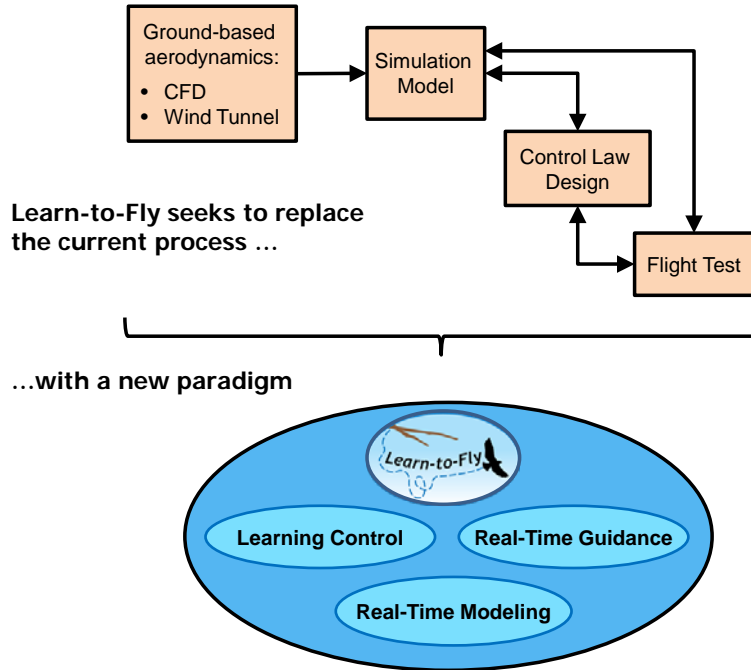 Ground-based
aerodynamics:
• CFD
• Wind Tunnel
Simulation
Model
Control Law
Design
Flight Test
Learn-to-Fly seeks to replace
the current process ...
...with a new paradigm
Learn-to-Fly
Learning Control
Real-Time Guidance
Real-Time Modeling